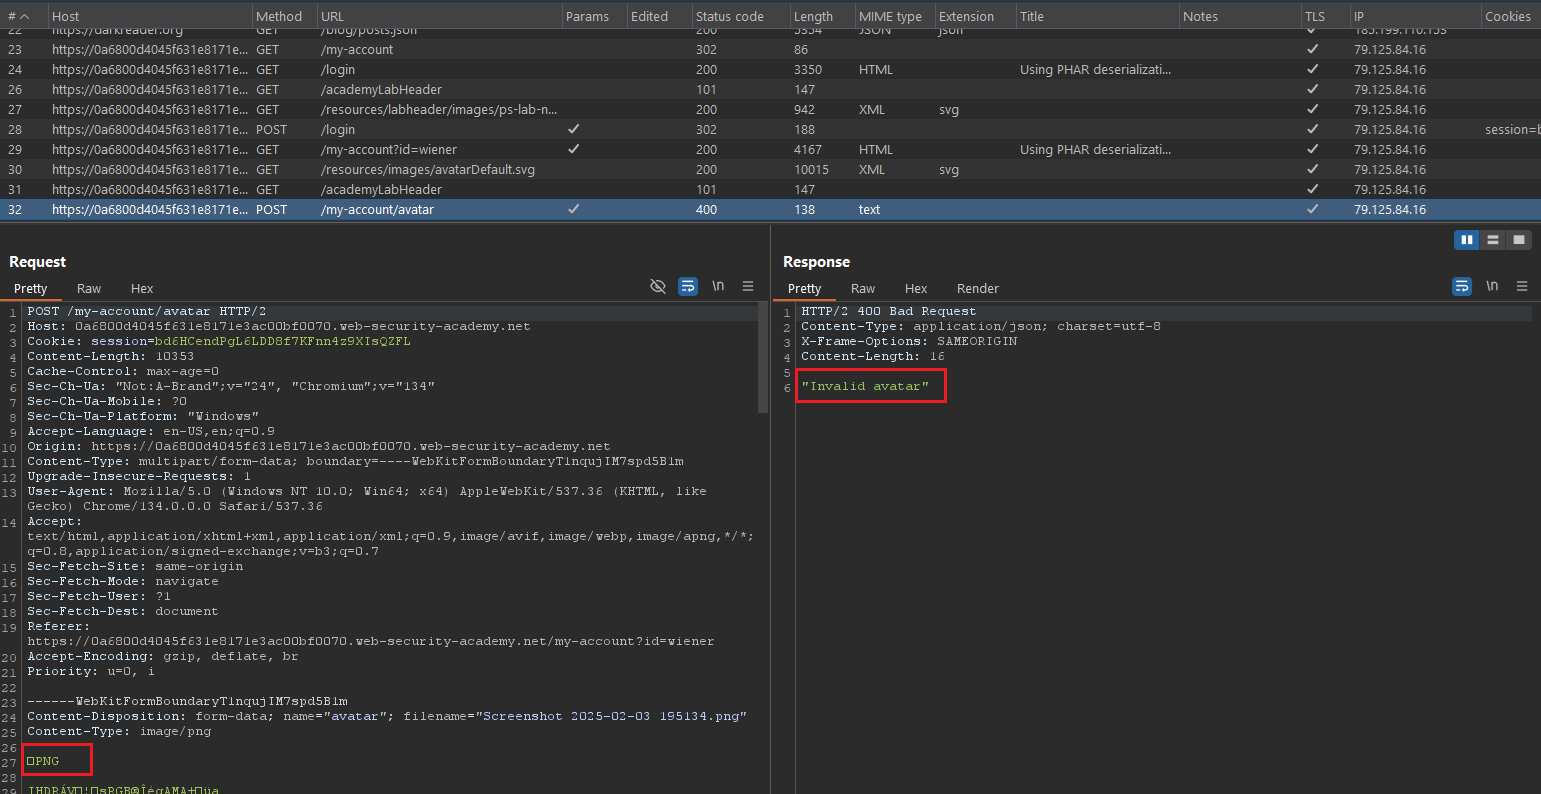 # Host Method URL Params Edited Status code Length MIME type Extension Title Notes TLS IP Cookies
22 https://darkreader.org GET /blog/posts.json 200 5354 JSON json ✓ 185.199.110.153
23 https://0a6800d4045f631e8171e... GET /my-account 302 86 ✓ 79.125.84.16
24 https://0a6800d4045f631e8171e... GET /login 200 3350 HTML Using PHAR deserializati... ✓ 79.125.84.16
26 https://0a6800d4045f631e8171e... GET /academyLabHeader 101 147 ✓ 79.125.84.16
27 https://0a6800d4045f631e8171e... GET /resources/labheader/images/ps-lab-n... 200 942 XML svg ✓ 79.125.84.16
28 https://0a6800d4045f631e8171e... POST /login ✓ 302 188 ✓ 79.125.84.16 session=b
29 https://0a6800d4045f631e8171e... GET /my-account?id=wiener ✓ 200 4167 HTML Using PHAR deserializati... ✓ 79.125.84.16
30 https://0a6800d4045f631e8171e... GET /resources/images/avatarDefault.svg 200 10015 XML svg ✓ 79.125.84.16
31 https://0a6800d4045f631e8171e... GET /academyLabHeader 101 147 ✓ 79.125.84.16
32 https://0a6800d4045f631e8171e... POST /my-account/avatar ✓ 400 138 text ✓ 79.125.84.16
Request
Pretty Raw Hex
\n
1 POST /my-account/avatar HTTP/2
2 Host: 0a6800d4045f631e8171e3ac00bf0070.web-security-academy.net
3 Cookie: session=bd6HCendPgL6LDD8f7KFnn4z9XIsQZFL
4 Content-Length: 10353
5 Cache-Control: max-age=0
6 Sec-Ch-Ua: "Not:A-Brand";v="24", "Chromium";v="134"
7 Sec-Ch-Ua-Mobile: ?0
8 Sec-Ch-Ua-Platform: "Windows"
9 Accept-Language: en-US,en;q=0.9
10 Origin: https://0a6800d4045f631e8171e3ac00bf0070.web-security-academy.net
11 Content-Type: multipart/form-data; boundary=----WebKitFormBoundaryT1nqujIM7spd5B1m
12 Upgrade-Insecure-Requests: 1
13 User-Agent: Mozilla/5.0 (Windows NT 10.0; Win64; x64) AppleWebKit/537.36 (KHTML, like
Gecko) Chrome/134.0.0.0 Safari/537.36
14 Accept:
text/html,application/xhtml+xml,application/xml;q=0.9,image/avif,image/webp,image/apng,*/*;
q=0.8,application/signed-exchange;v=b3;q=0.7
15 Sec-Fetch-Site: same-origin
16 Sec-Fetch-Mode: navigate
17 Sec-Fetch-User: ?1
18 Sec-Fetch-Dest: document
19 Referer:
https://0a6800d4045f631e8171e3ac00bf0070.web-security-academy.net/my-account?id=wiener
20 Accept-Encoding: gzip, deflate, br
21 Priority: u=0, i
22
23 ------WebKitFormBoundaryT1nqujIM7spd5B1m
24 Content-Disposition: form-data; name="avatar"; filename="Screenshot 2025-02-03 195134.png"
25 Content-Type: image/png
26
27 □PNG
28
29
Response
Pretty Raw Hex Render
\n
1 HTTP/2 400 Bad Request
2 Content-Type: application/json; charset=utf-8
3 X-Frame-Options: SAMEORIGIN
4 Content-Length: 16
5
6 "Invalid avatar"